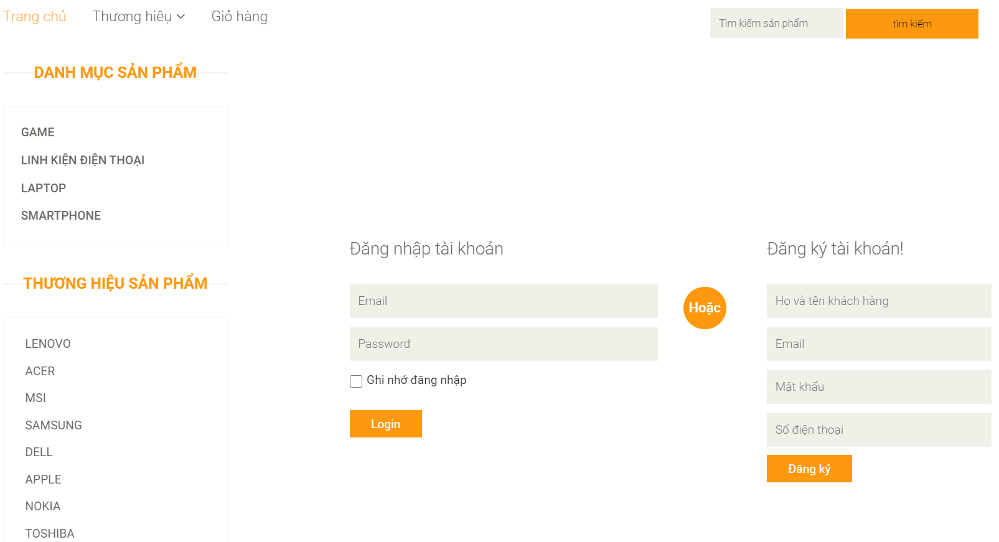 Trang chủ
Thương hiệu
Giỏ hàng
Tìm kiếm sản phẩm
tìm kiếm
DANH MỤC SẢN PHẨM
GAME
LINH KIỆN ĐIỆN THOẠI
LAPTOP
SMARTPHONE
THƯƠNG HIỆU SẢN PHẨM
LENOVO
ACER
MSI
SAMSUNG
DELL
APPLE
NOKIA
TOSHIBA
Đăng nhập tài khoản
Email
Password
Ghi nhớ đăng nhập
Login
Hoặc
Đăng ký tài khoản!
Họ và tên khách hàng
Email
Mật khẩu
Số điện thoại
Đăng ký